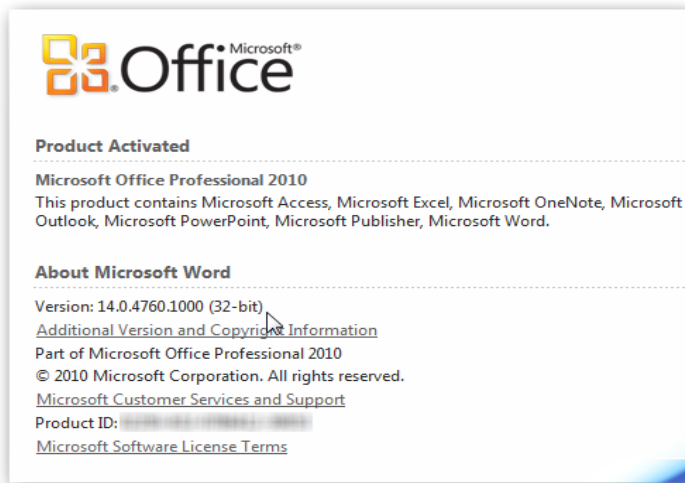 Microsoft®
Office
Product Activated
Microsoft Office Professional 2010
This product contains Microsoft Access, Microsoft Excel, Microsoft OneNote, Microsoft
Outlook, Microsoft PowerPoint, Microsoft Publisher, Microsoft Word.
About Microsoft Word
Version: 14.0.4760.1000 (32-bit)
Additional Version and Copyright Information
Part of Microsoft Office Professional 2010
© 2010 Microsoft Corporation. All rights reserved.
Microsoft Customer Services and Support
Product ID:
Microsoft Software License Terms